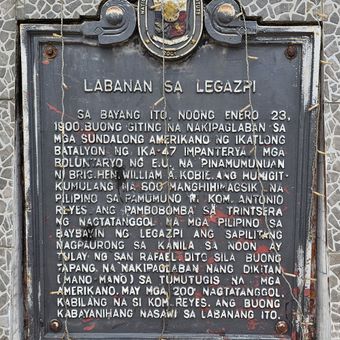 LABANAN SA LEGAZPI
SA BAYANG ITO, NOONG ENERO 23,
1900. BUONG GITING NA NAKIPAGLABAN SA
MGA SUNDALONG AMERIKANO NG IKATLONG
BATALYON NG IKA-47 IMPANTERYA, MGA
BOLUNTARYO NG E.U. NA PINAMUMUNUAN
NI BRIG. HEN. WILLIAM A. KOBIE, ANG HUMIGIT-
KUMULANG NA 800 MANGHIHIMAGSIK NA
PILIPINO SA PAMUMUNO NI KOM. ANTONIO
REYES. ANG PAMBOBOMBA SA TRINTSERA
NG NAGTATANGGOL NA MGA PILIPINO SA
BAYBAYIN NG LEGAZPI ANG SAPILITANG
NAGPAURONG SA KANILA SA NOON AY
TULAY NG SAN RAFAEL. DITO SILA BUONG
TAPANG NA NAKIPAGLABAN NANG DIKITAN
(MANO MANO) SA TUMUTUGIS NA MGA
AMERIKANO. MAY MGA 200 NAGTATANGGOL,
KABILANG NA SI KOM. REYES, ANG BUONG
KABAYANIHANG NASAWI SA LABANANG ITO.